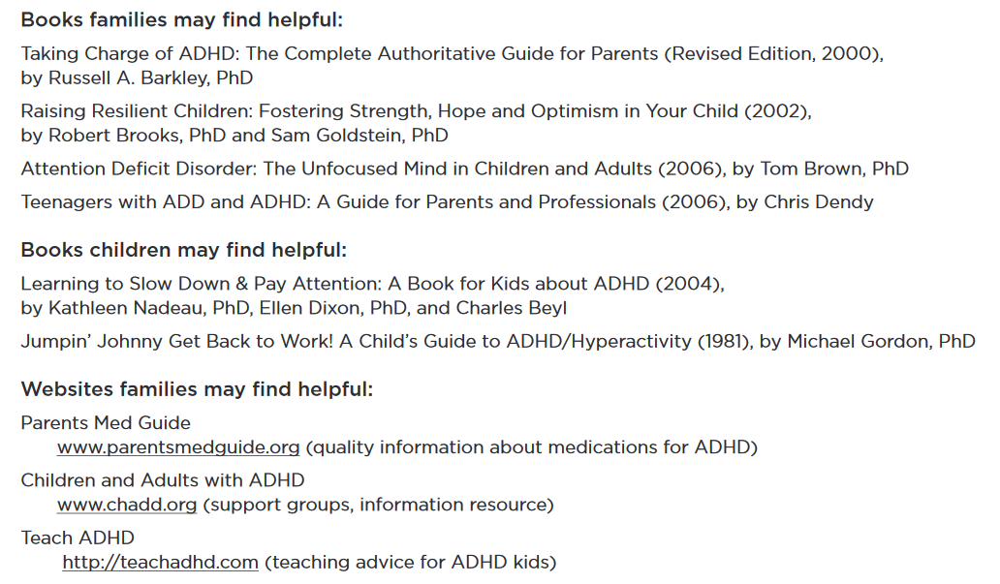 Books families may find helpful:
Taking Charge of ADHD: The Complete Authoritative Guide for Parents (Revised Edition, 2000),
by Russell A. Barkley, PhD
Raising Resilient Children: Fostering Strength, Hope and Optimism in Your Child (2002),
by Robert Brooks, PhD and Sam Goldstein, PhD
Attention Deficit Disorder: The Unfocused Mind in Children and Adults (2006), by Tom Brown, PhD
Teenagers with ADD and ADHD: A Guide for Parents and Professionals (2006), by Chris Dendy
Books children may find helpful:
Learning to Slow Down & Pay Attention: A Book for Kids about ADHD (2004),
by Kathleen Nadeau, PhD, Ellen Dixon, PhD, and Charles Beyl
Jumpin’ Johnny Get Back to Work! A Child’s Guide to ADHD/Hyperactivity (1981), by Michael Gordon, PhD
Websites families may find helpful:
Parents Med Guide
www.parentsmedguide.org (quality information about medications for ADHD)
Children and Adults with ADHD
www.chadd.org (support groups, information resource)
Teach ADHD
http://teachadhd.com (teaching advice for ADHD kids)